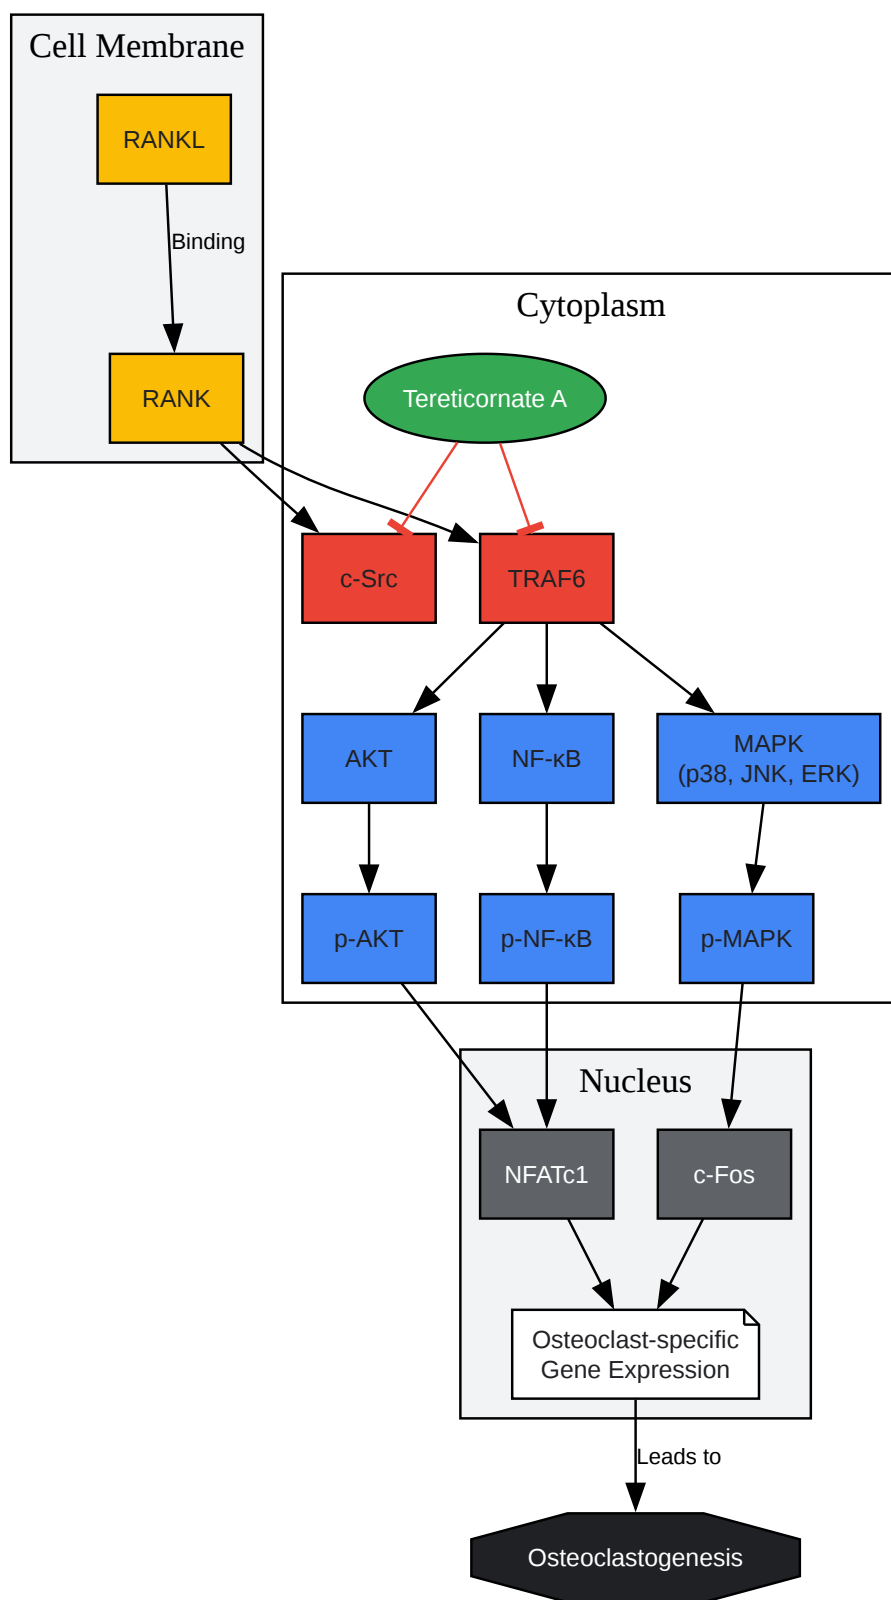 Cell Membrane
RANKL
Binding
RANK
Cytoplasm
Tereticornate A
c-Src
TRAF6
AKT
NF-κB
MAPK
(p38, JNK, ERK)
p-AKT
p-NF-κB
p-MAPK
Nucleus
NFATc1
c-Fos
Osteoclast-specific
Gene Expression
Leads to
Osteoclastogenesis